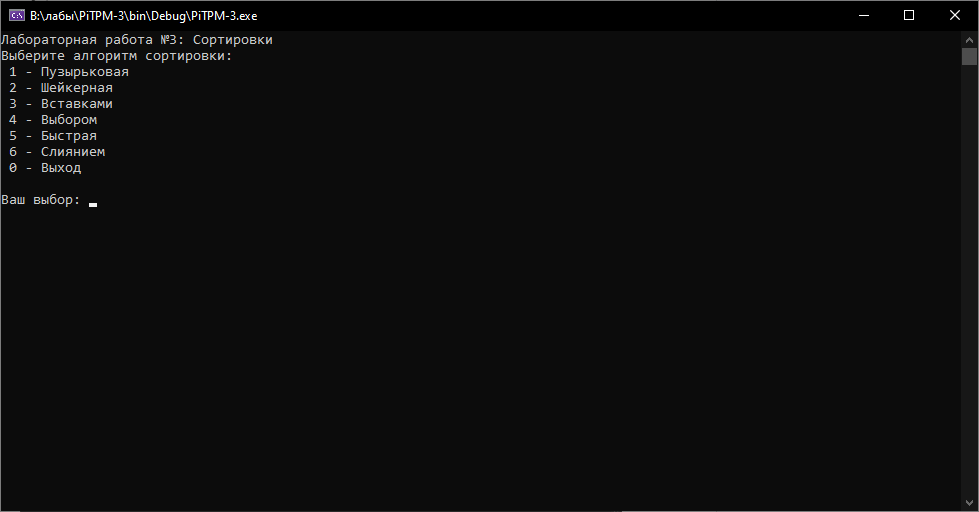 B:\лабы\PiTPM-3\bin\Debug\PiTPM-3.exe
Лабораторная работа №3: Сортировки
Выберите алгоритм сортировки:
1 - Пузырьковая
2 - Шейкерная
3 - Вставками
4 - Выбором
5 - Быстрая
6 - Слиянием
0 - Выход
Ваш выбор: